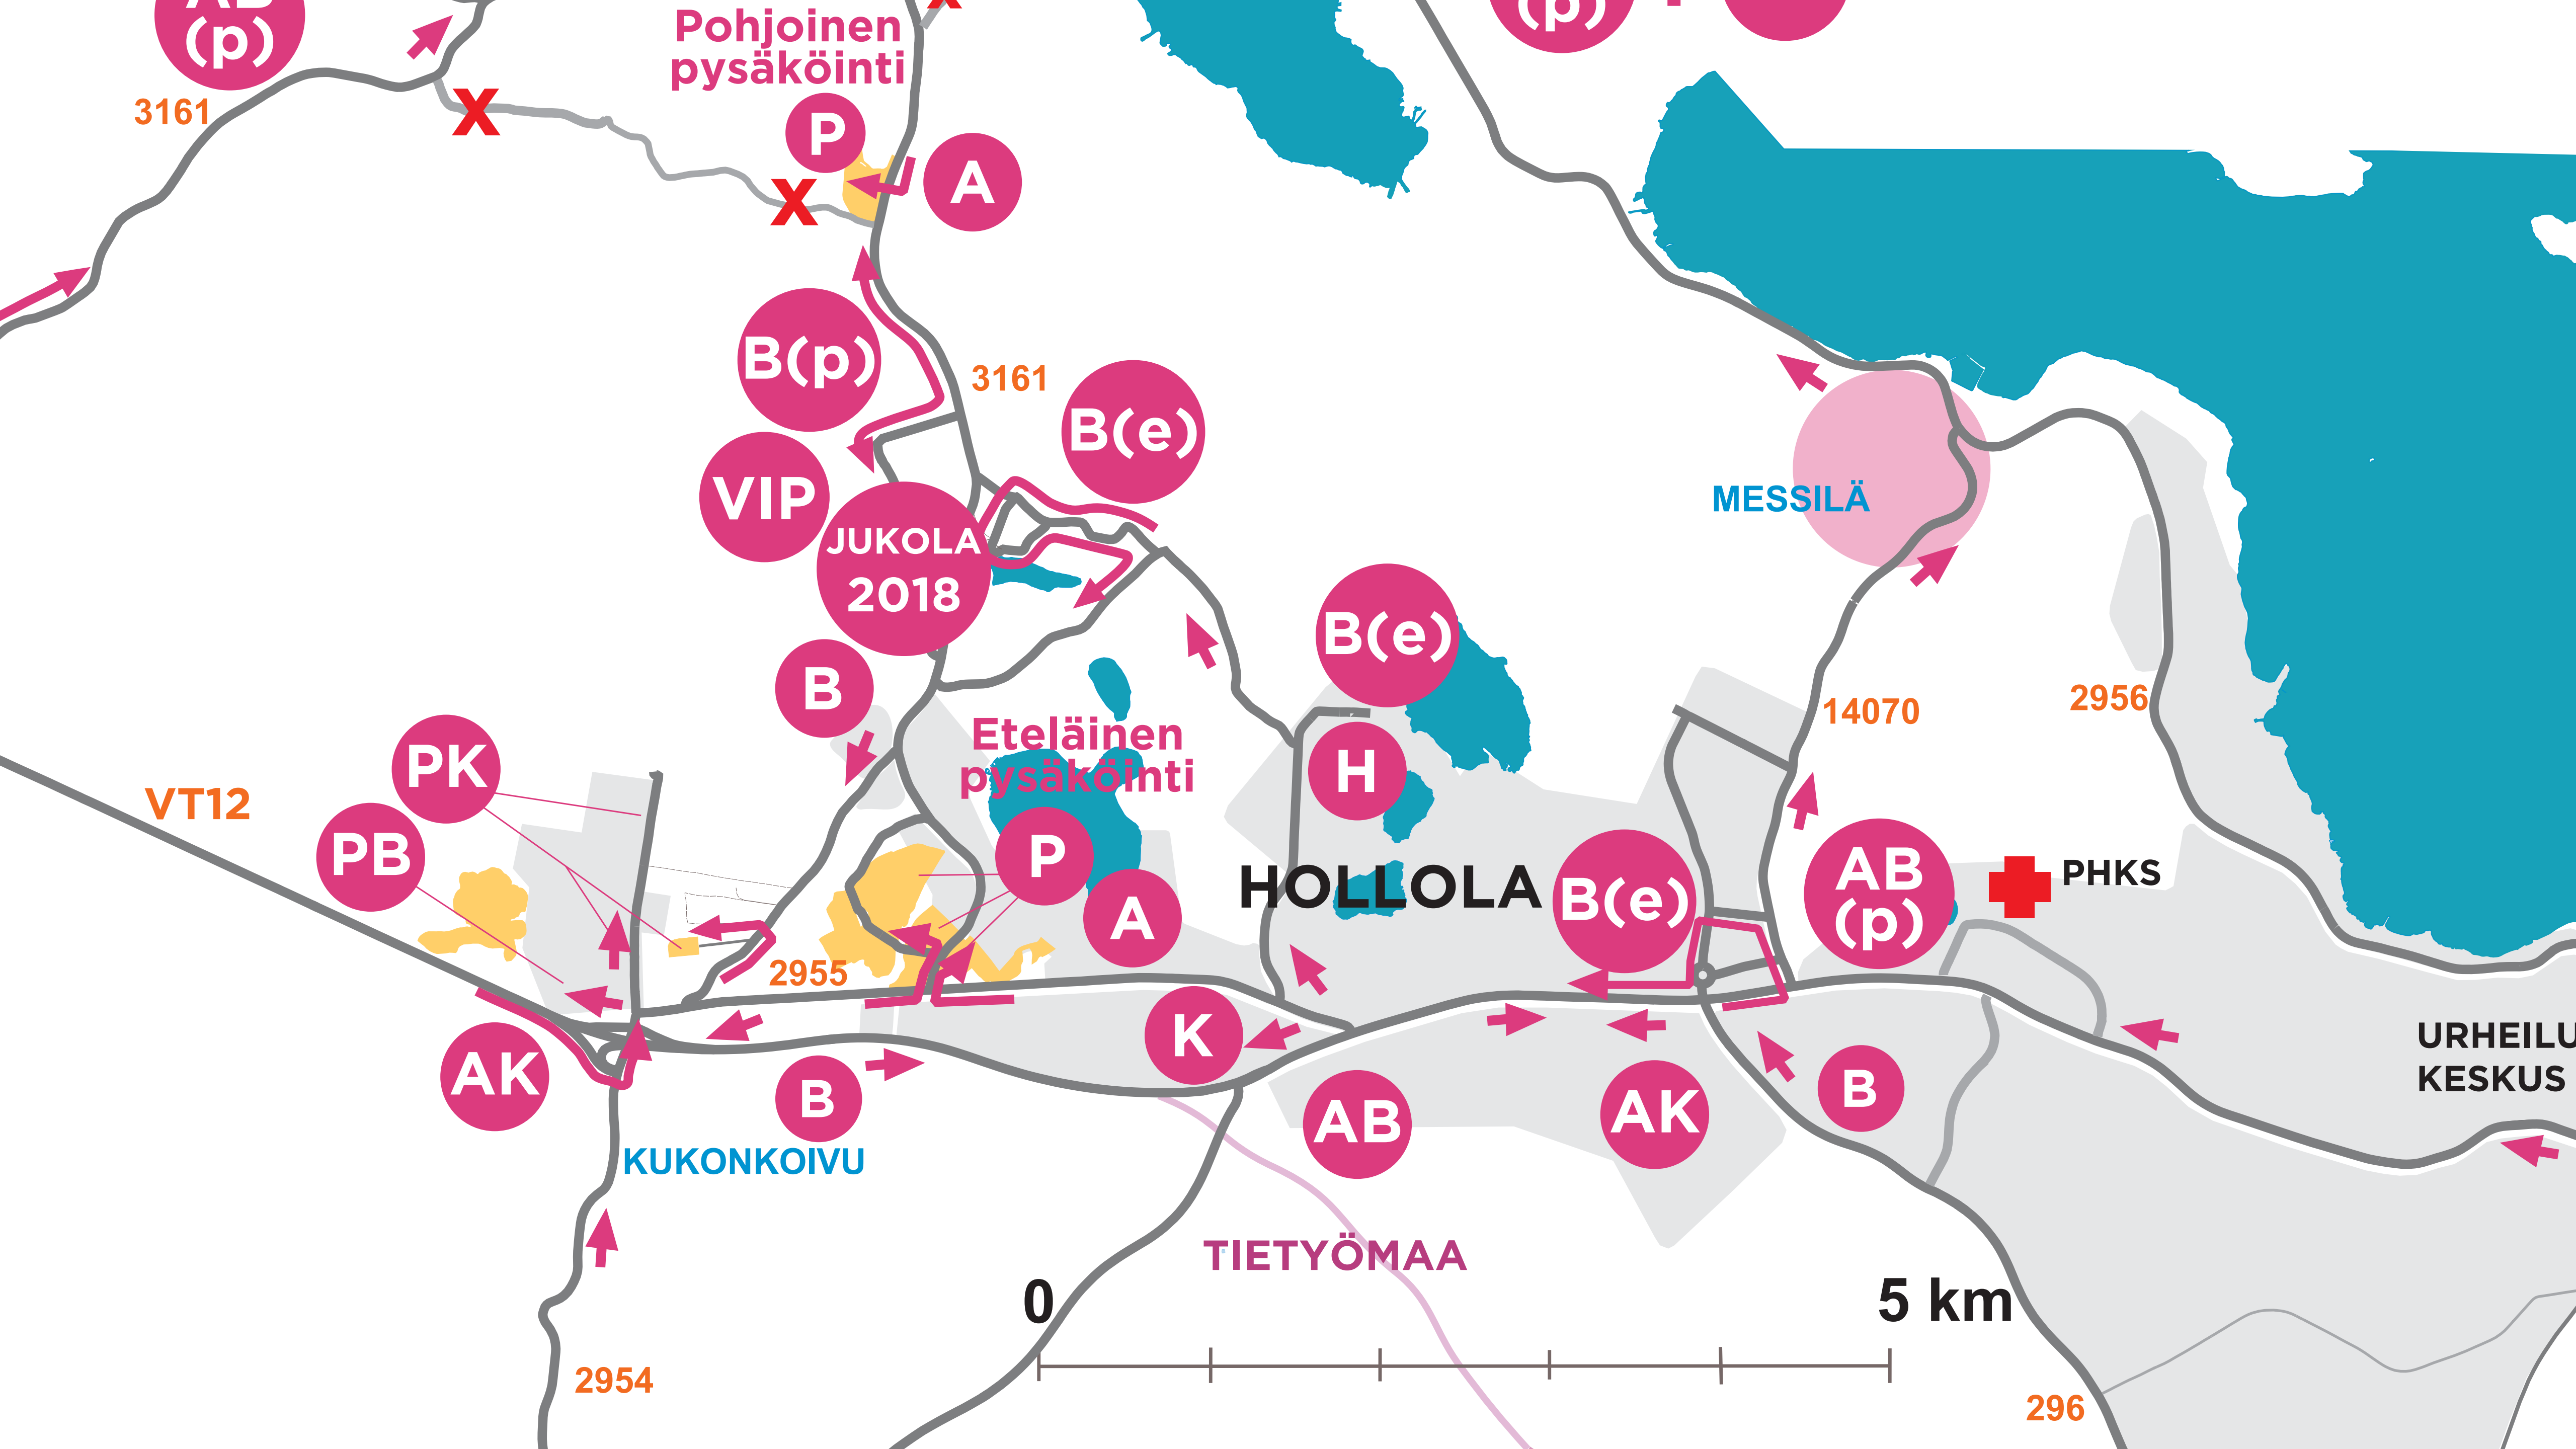 AB
(p)
Pohjoinen
pysäköinti
X
(p)
3161
X
P
A
X
B(p)
3161
B(e)
VIP
MESSILÄ
JUKOLA
2018
B(e)
B
14070
2956
Eteläinen
pysäköinti
PK
H
VT12
PB
P
HOLLOLA
B(e)
AB
(p)
PHKS
A
2955
K
URHEILU
KESKUS
AK
B
AB
AK
B
KUKONKOIVU
TIETYÖMAA
0
5 km
2954
296